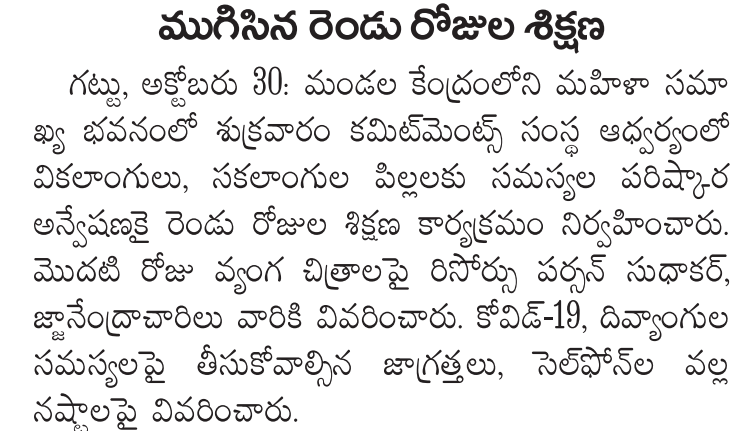 ముగిసిన రెండు రోజుల శిక్షణ
గట్టు, అక్టోబరు 30: మండల కేంద్రంలోని మహిళా సమా
ఖ్య భవనంలో శుక్రవారం కమిట్‌మెంట్స్ సంస్థ ఆధ్వర్యంలో
వికలాంగులు, సకలాంగుల పిల్లలకు సమస్యల పరిష్కార
అన్వేషణకై రెండు రోజుల శిక్షణ కార్యక్రమం నిర్వహించారు.
మొదటి రోజు వ్యంగ చిత్రాలపై రిసోర్సు పర్సన్ సుధాకర్,
జ్ఞానేంద్రాచారిలు వారికి వివరించారు. కోవిడ్-19, దివ్యాంగుల
సమస్యలపై తీసుకోవాల్సిన జాగ్రత్తలు, సెల్‌ఫోన్‌ల వల్ల
నష్టాలపై వివరించారు.